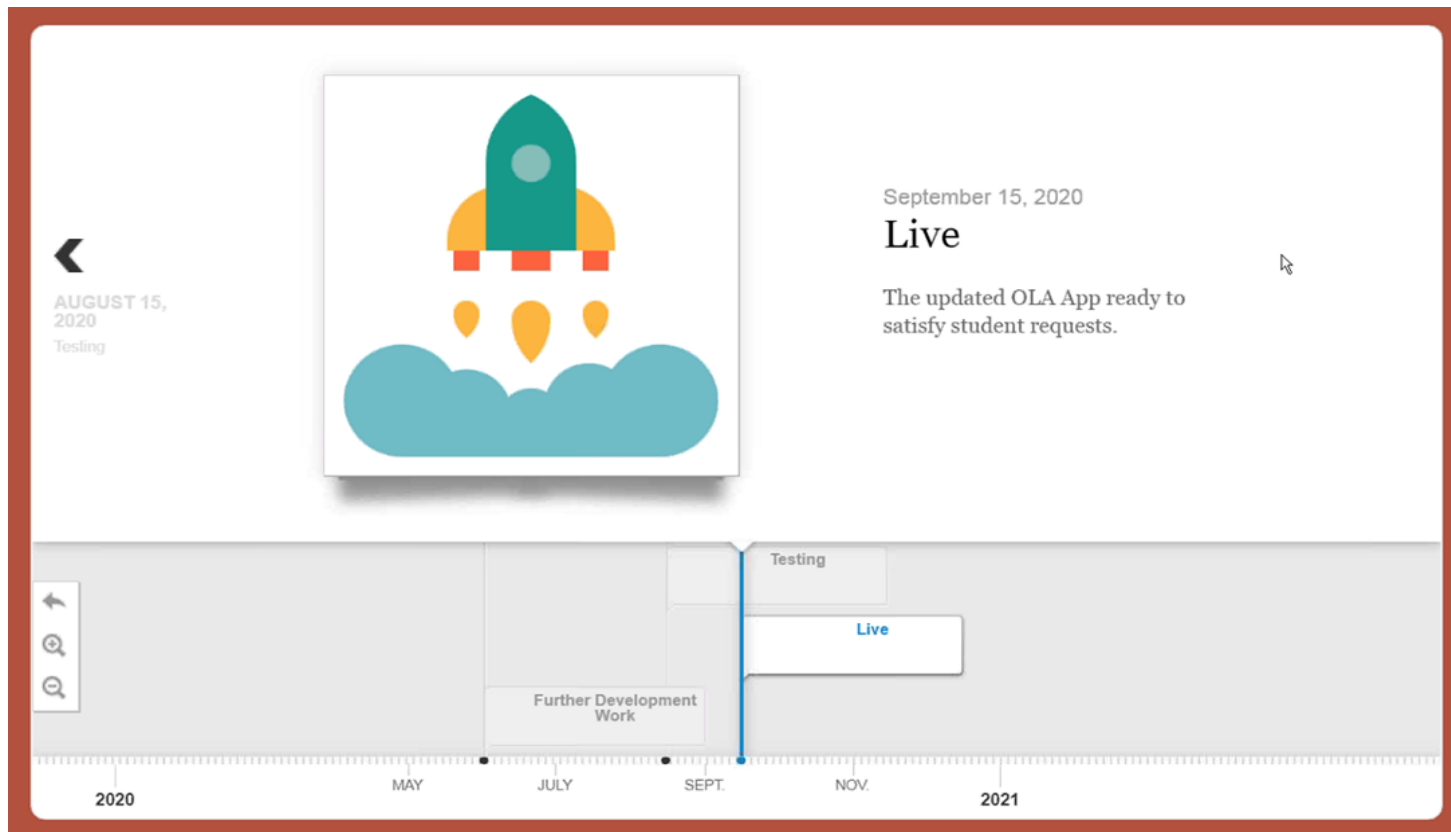 September 15, 2020
Live
The updated OLA App ready to
satisfy student requests.
AUGUST 15,
2020
Testing
Testing
Live
Further Development
Work
MAY
JULY
SEPT.
NOV.
2020
2021